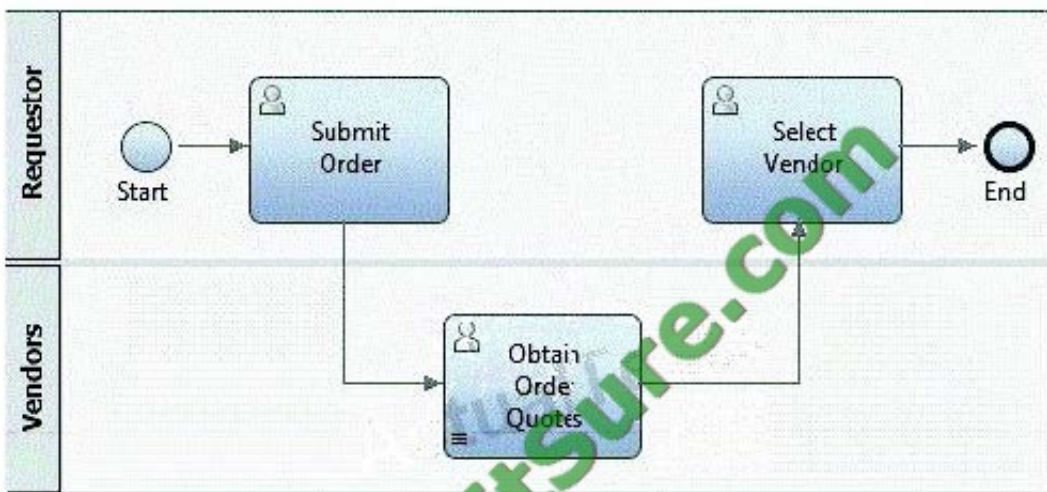 Requestor
Start
Submit
Order
Select
Vendor
End
Vendors
Obtain
Order
Quotes